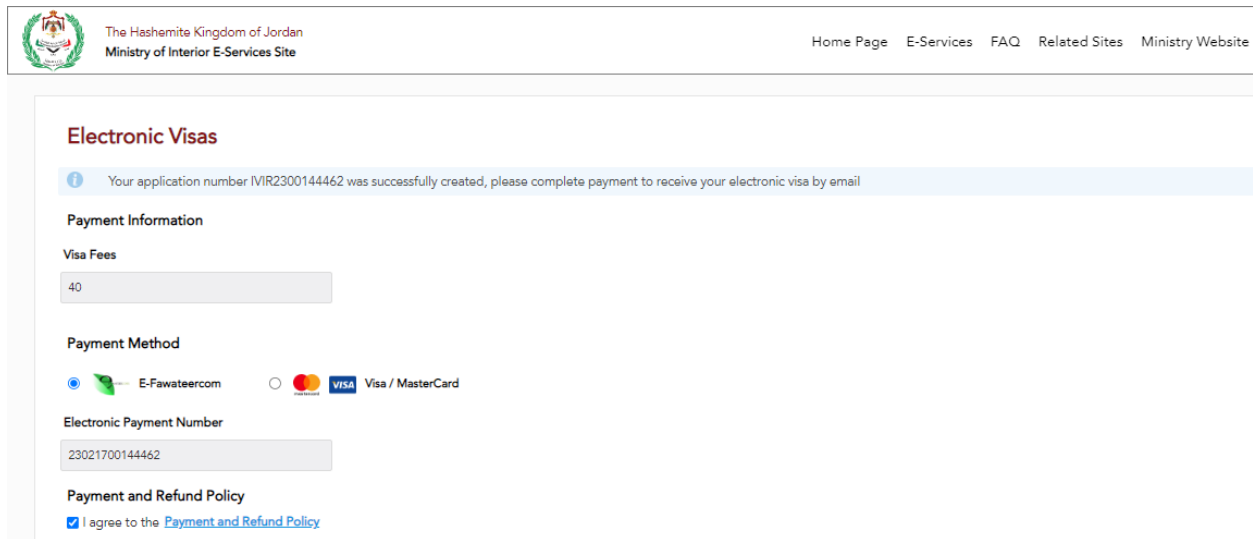 The Hashemite Kingdom of Jordan
Ministry of Interior E-Services Site
Home Page E-Services FAQ Related Sites Ministry Website
Electronic Visas
Your application number IVIR2300144462 was successfully created, please complete payment to receive your electronic visa by email
Payment Information
Visa Fees
40
Payment Method
E-Fawateercom
VISA Visa / MasterCard
Electronic Payment Number
23021700144462
Payment and Refund Policy
I agree to the Payment and Refund Policy